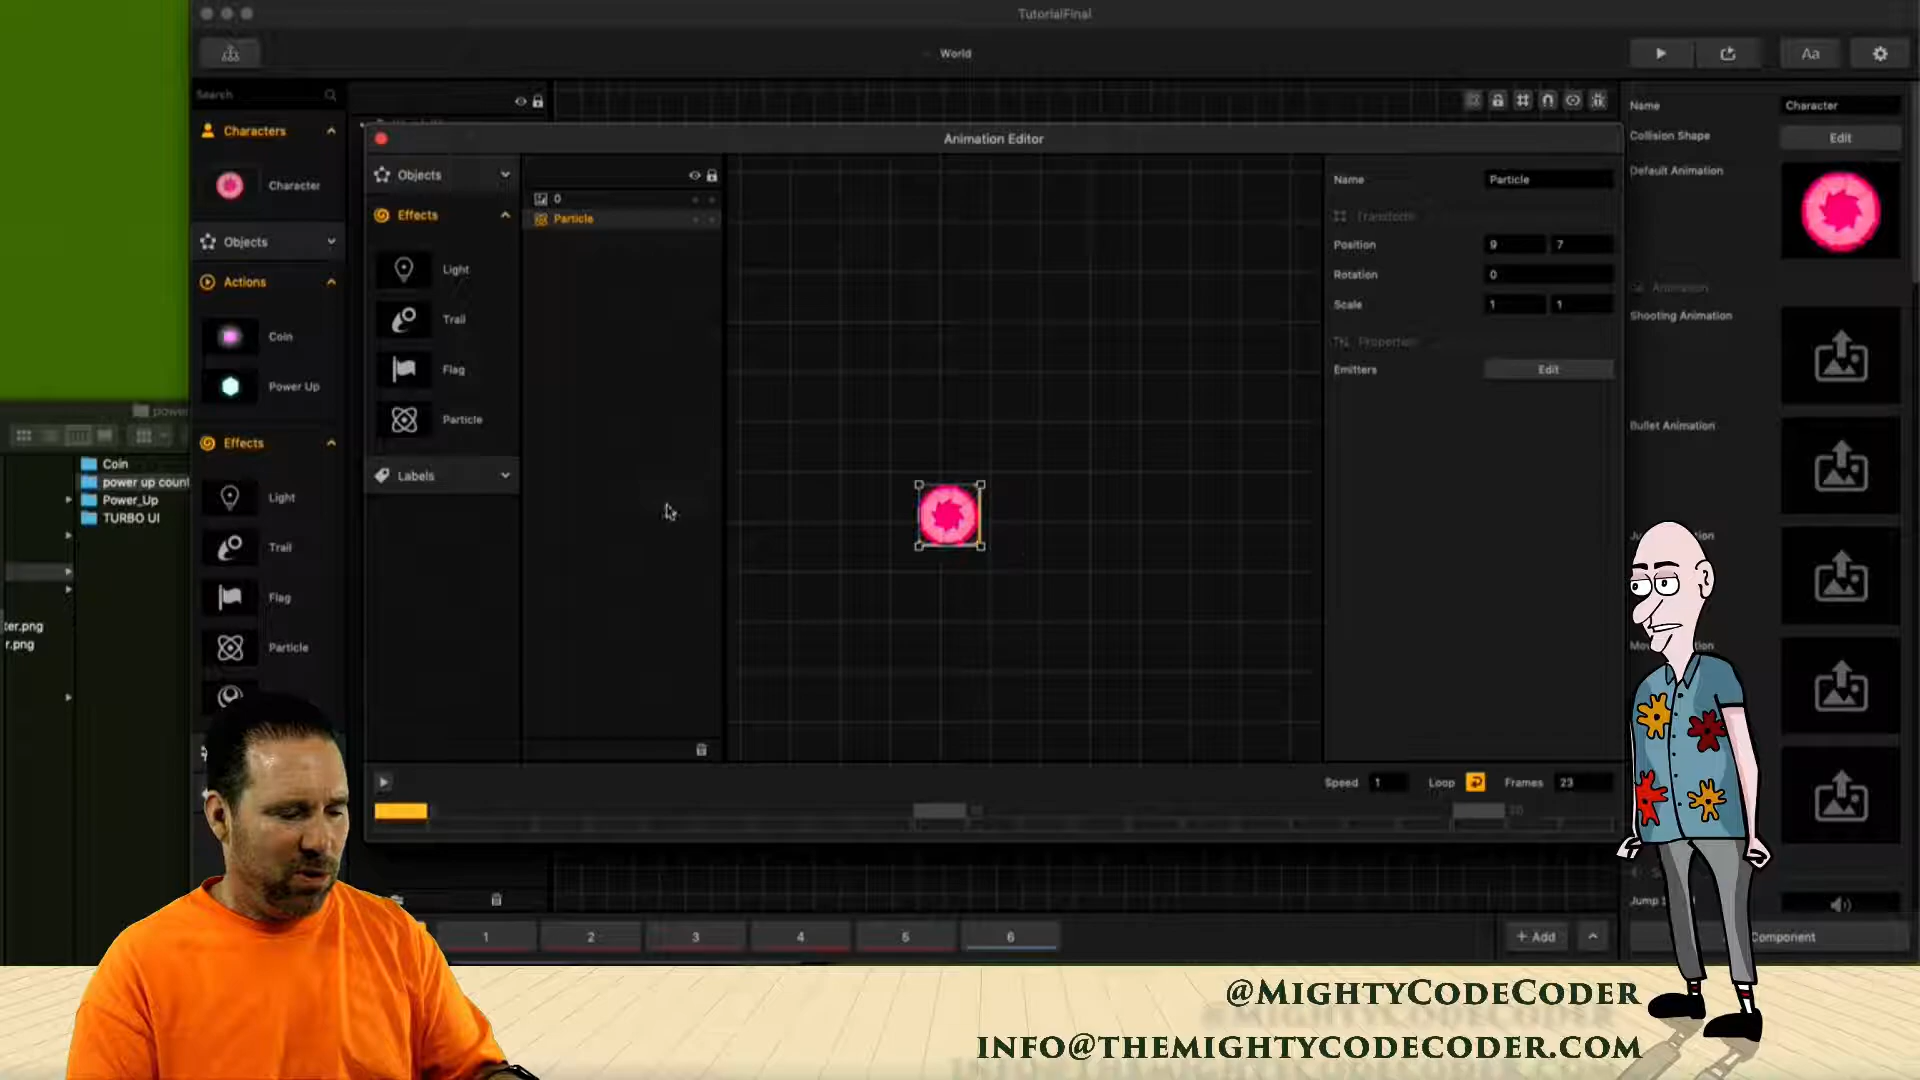 TutorialFinal
World
Aa
Search
Characters
Character
Objects
Actions
Coin
Power Up
Effects
Light
Trail
Flag
Particle
power
Coin
power up count
Power_Up
TURBO UI
ter.png
r.png
Animation Editor
Objects
Effects
Light
Trail
Flag
Particle
Labels
0
Particle
Name
Particle
Transform
Position
9
7
Rotation
0
Scale
1
1
Emitters
Edit
Speed
1
Loop
Frames
23
Name
Character
Collision Shape
Edit
Default Animation
Animation
Shooting Animation
Bullet Animation
Jump
Component
1
2
3
4
5
6
+ Add
@MightyCodeCoder
info@themightycodecoder.com